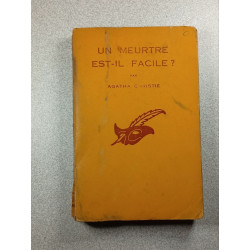 UN MEURTRE
EST-IL FACILE ?
PAR
AGATHA CHRISTIE